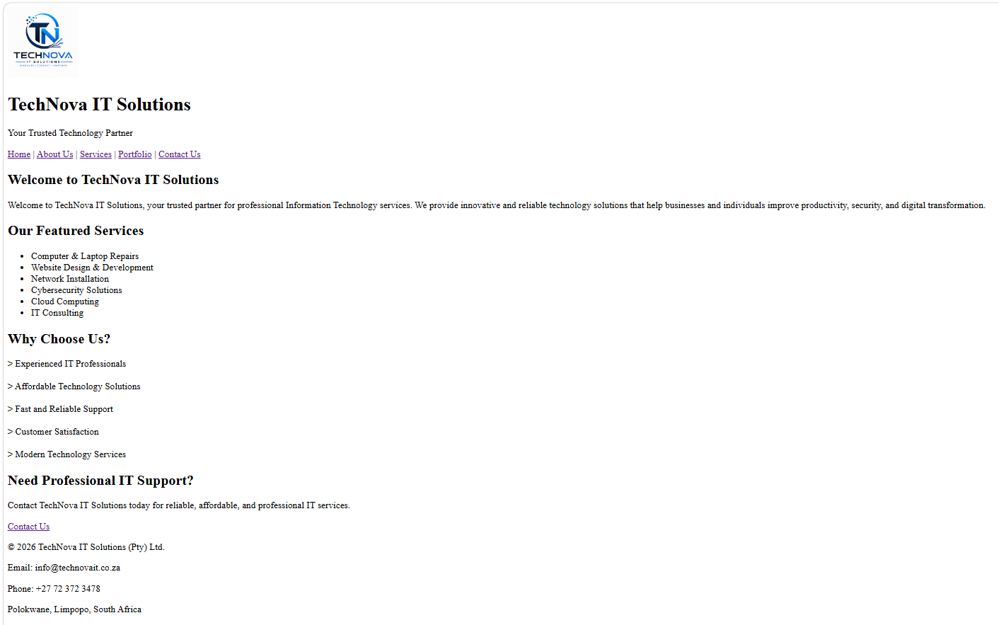 TN
TECHNOVA
IT SOLUTIONS
TechNova IT Solutions
Your Trusted Technology Partner
Home | About Us | Services | Portfolio | Contact Us
Welcome to TechNova IT Solutions
Welcome to TechNova IT Solutions, your trusted partner for professional Information Technology services. We provide innovative and reliable technology solutions that help businesses and individuals improve productivity, security, and digital transformation.
Our Featured Services
• Computer & Laptop Repairs
• Website Design & Development
• Network Installation
• Cybersecurity Solutions
• Cloud Computing
• IT Consulting
Why Choose Us?
> Experienced IT Professionals
> Affordable Technology Solutions
> Fast and Reliable Support
> Customer Satisfaction
> Modern Technology Services
Need Professional IT Support?
Contact TechNova IT Solutions today for reliable, affordable, and professional IT services.
Contact Us
© 2026 TechNova IT Solutions (Pty) Ltd.
Email: info@technovait.co.za
Phone: +27 72 372 3478
Polokwane, Limpopo, South Africa